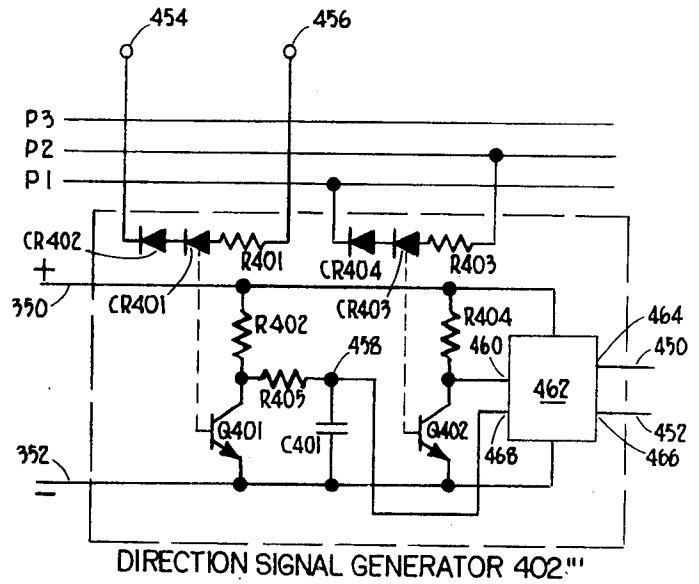 454
456
P3
P2
P1
CR402
R401
CR404
R403
+
CR401
CR403
350
R402
458
R404
464
460
450
462
R405
Q401
C401
Q402
468
452
466
352
–
DIRECTION SIGNAL GENERATOR 402'''